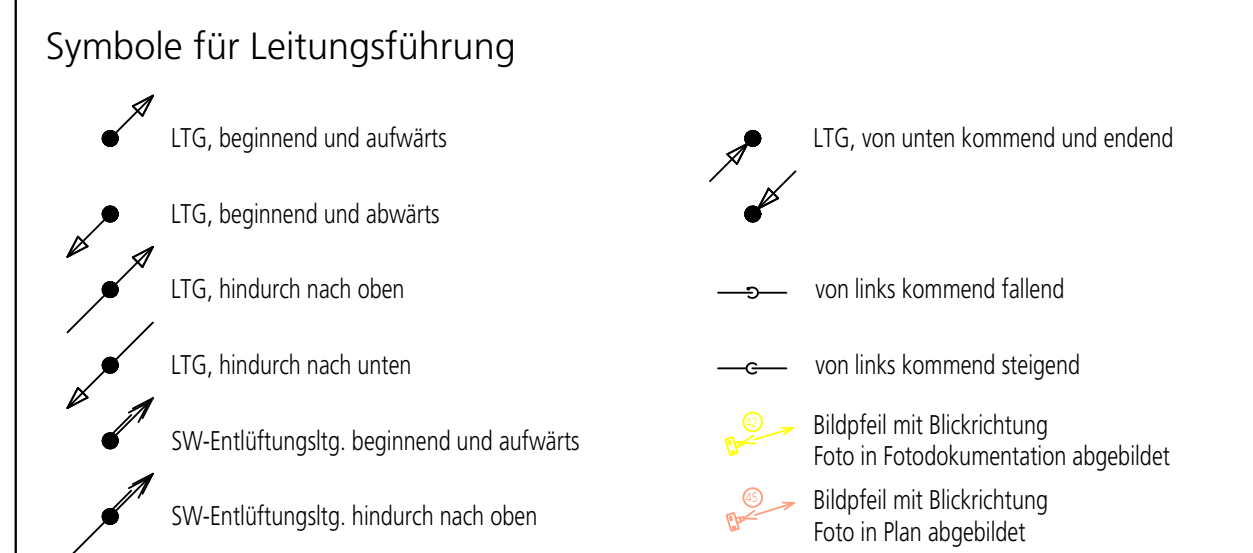 Symbole für Leitungsführung
LTG, beginnend und aufwärts
LTG, beginnend und abwärts
LTG, hindurch nach oben
LTG, hindurch nach unten
SW-Entlüftungsltg. beginnend und aufwärts
SW-Entlüftungsltg. hindurch nach oben
LTG, von unten kommend und endend
von links kommend fallend
von links kommend steigend
42
Bildpfeil mit Blickrichtung
Foto in Fotodokumentation abgebildet
45
Bildpfeil mit Blickrichtung
Foto in Plan abgebildet